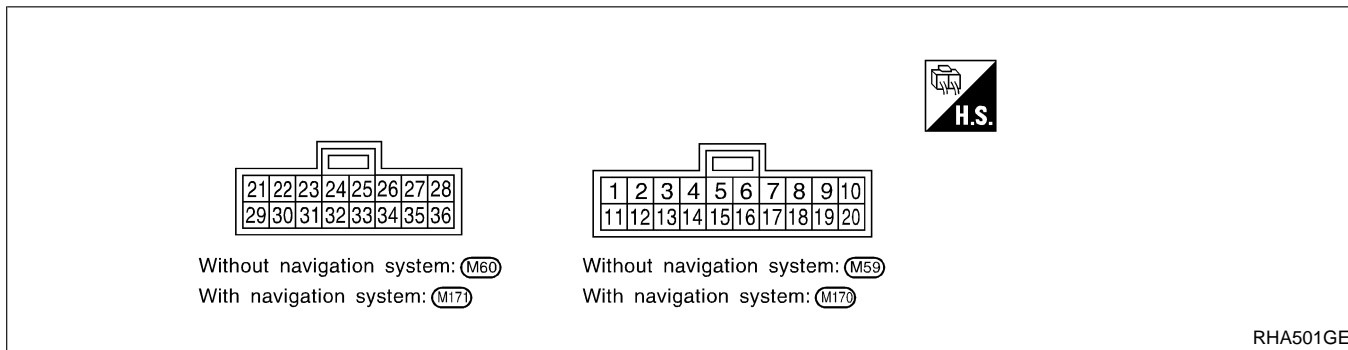 H.S.
21 22 23 24 25 26 27 28
29 30 31 32 33 34 35 36
Without navigation system: M60
With navigation system: M171
1 2 3 4 5 6 7 8 9 10
11 12 13 14 15 16 17 18 19 20
Without navigation system: M59
With navigation system: M170
RHA501GE